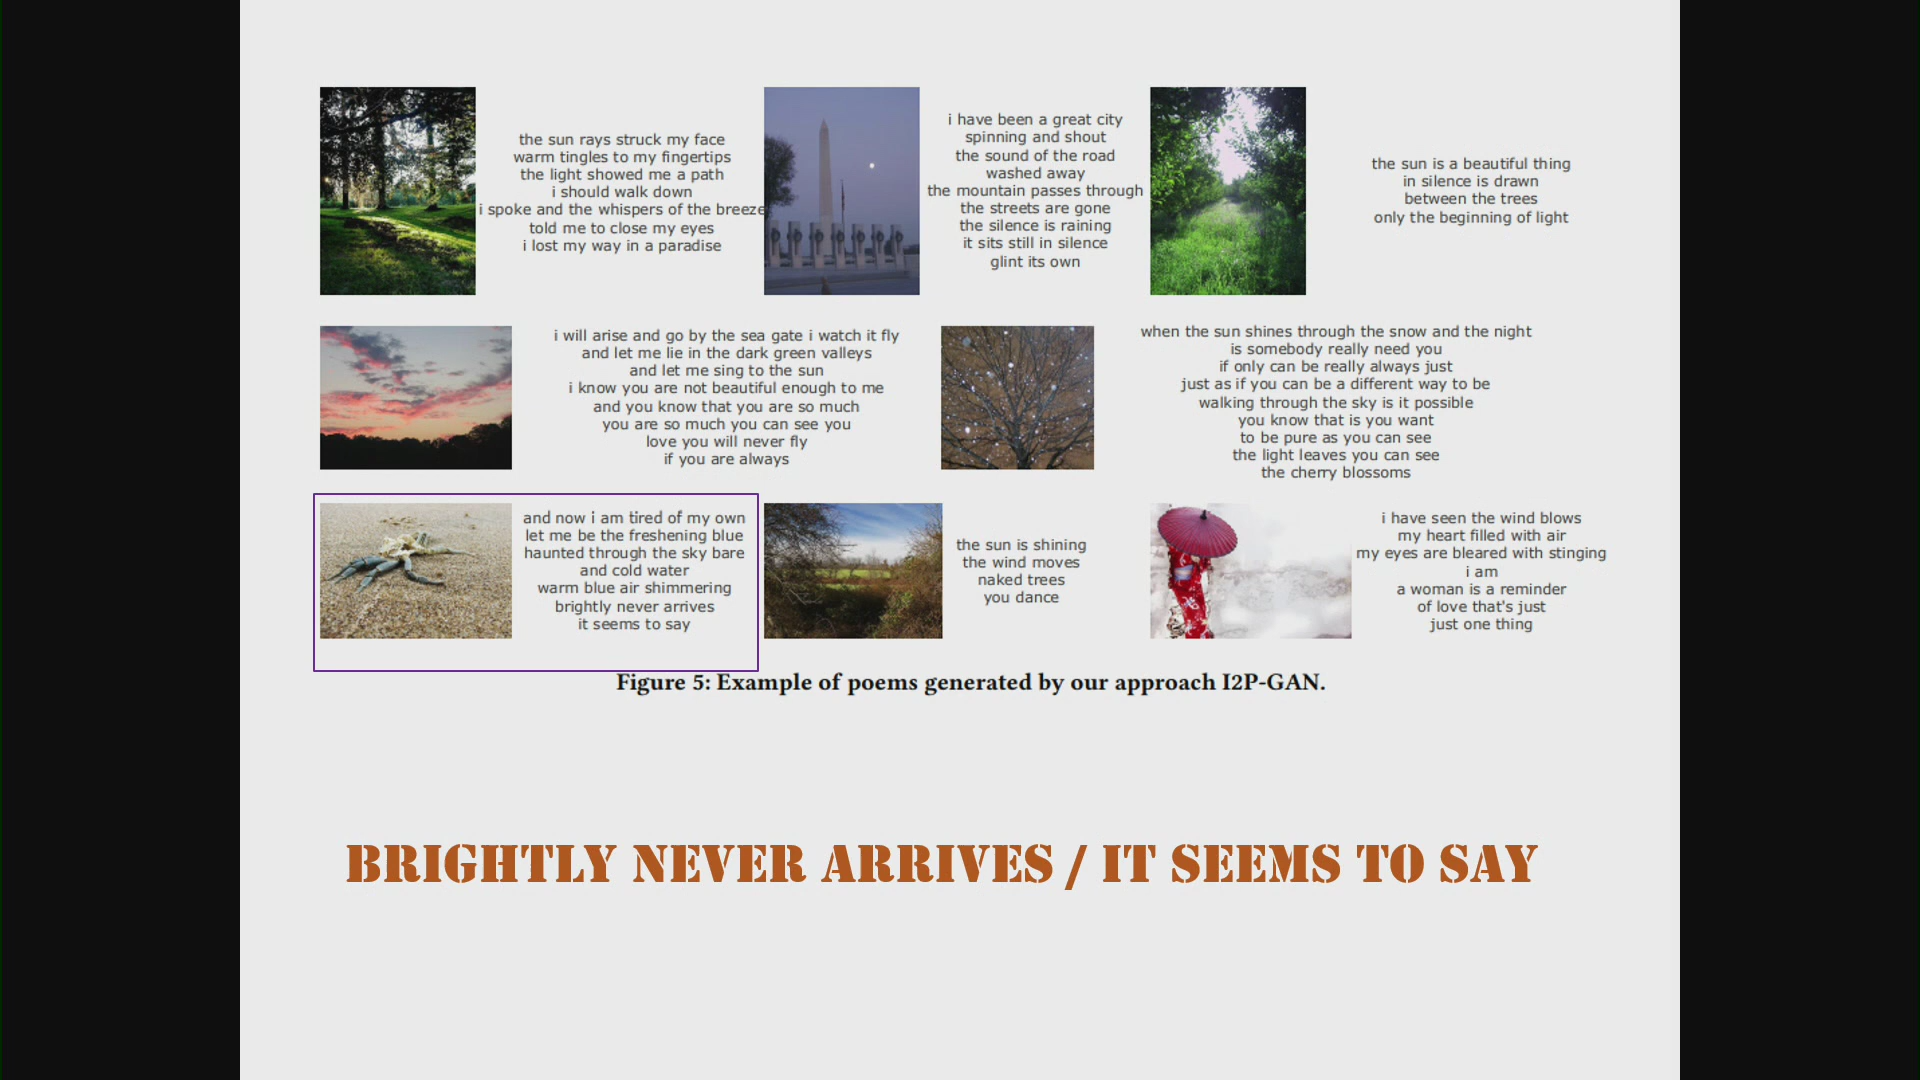 the sun rays struck my face
warm tingles to my fingertips
the light showed me a path
i should walk down
i spoke and the whispers of the breeze
told me to close my eyes
i lost my way in a paradise
i have been a great city
spinning and shout
the sound of the road
washed away
the mountain passes through
the streets are gone
the silence is raining
it sits still in silence
glint its own
the sun is a beautiful thing
in silence is drawn
between the trees
only the beginning of light
i will arise and go by the sea gate i watch it fly
and let me lie in the dark green valleys
and let me sing to the sun
i know you are not beautiful enough to me
and you know that you are so much
you are so much you can see you
love you will never fly
if you are always
when the sun shines through the snow and the night
is somebody really need you
if only can be really always just
just as if you can be a different way to be
walking through the sky is it possible
you know that is you want
to be pure as you can see
the light leaves you can see
the cherry blossoms
and now i am tired of my own
let me be the freshening blue
haunted through the sky bare
and cold water
warm blue air shimmering
brightly never arrives
it seems to say
the sun is shining
the wind moves
naked trees
you dance
i have seen the wind blows
my heart filled with air
my eyes are bleared with stinging
i am
a woman is a reminder
of love that's just
just one thing
Figure 5: Example of poems generated by our approach I2P-GAN.
BRIGHTLY NEVER ARRIVES / IT SEEMS TO SAY